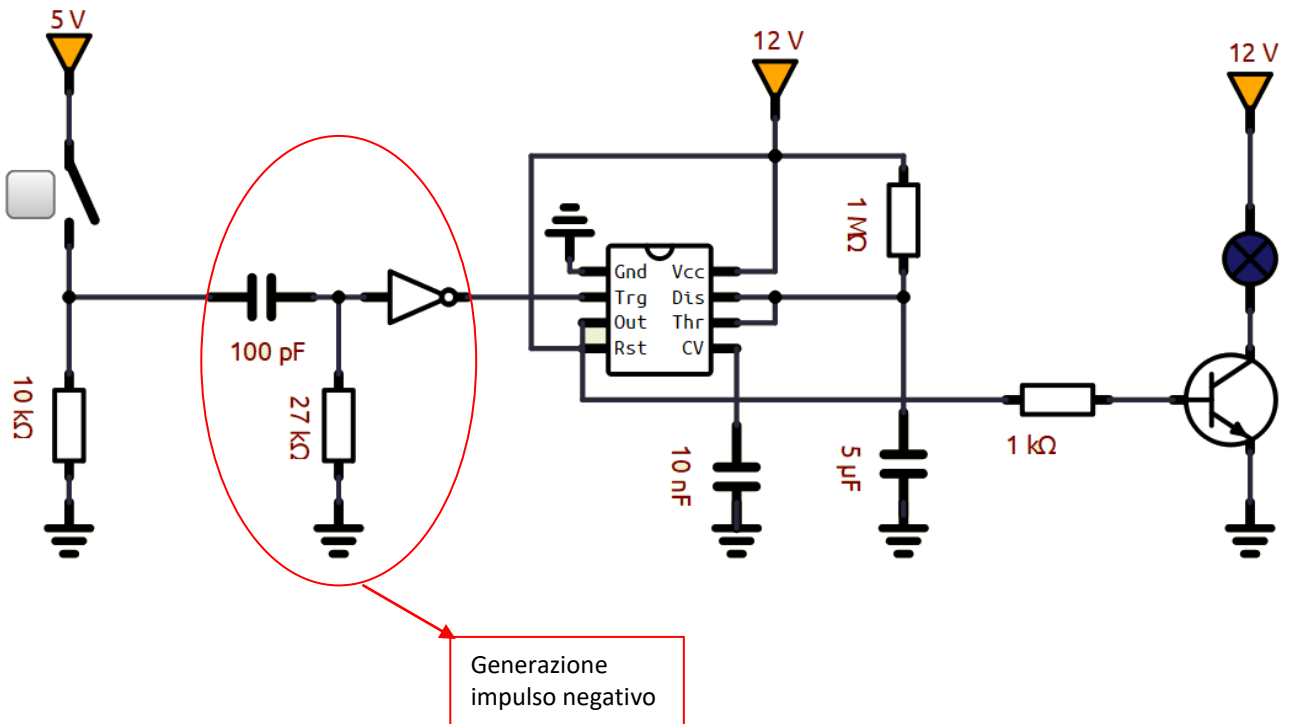 5 V
12 V
12 V
1 MΩ
Gnd Vcc
Trg Dis
Out Thr
Rst CV
100 pF
10 kΩ
27 kΩ
10 nF
5 µF
1 kΩ
Generazione
impulso negativo